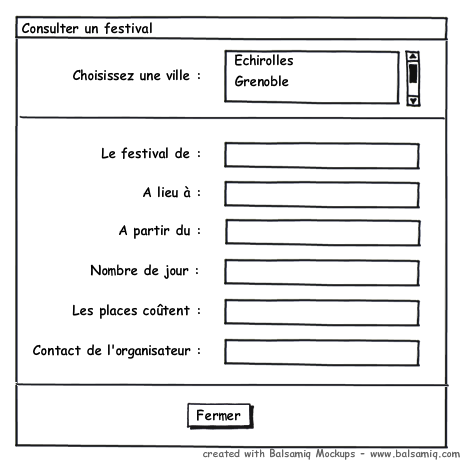 Consulter un festival
Choisissez une ville :
Echirolles
Grenoble
Le festival de :
A lieu à :
A partir du :
Nombre de jour :
Les places coûtent :
Contact de l'organisateur :
Fermer
created with Balsamiq Mockups - www.balsamiq.com